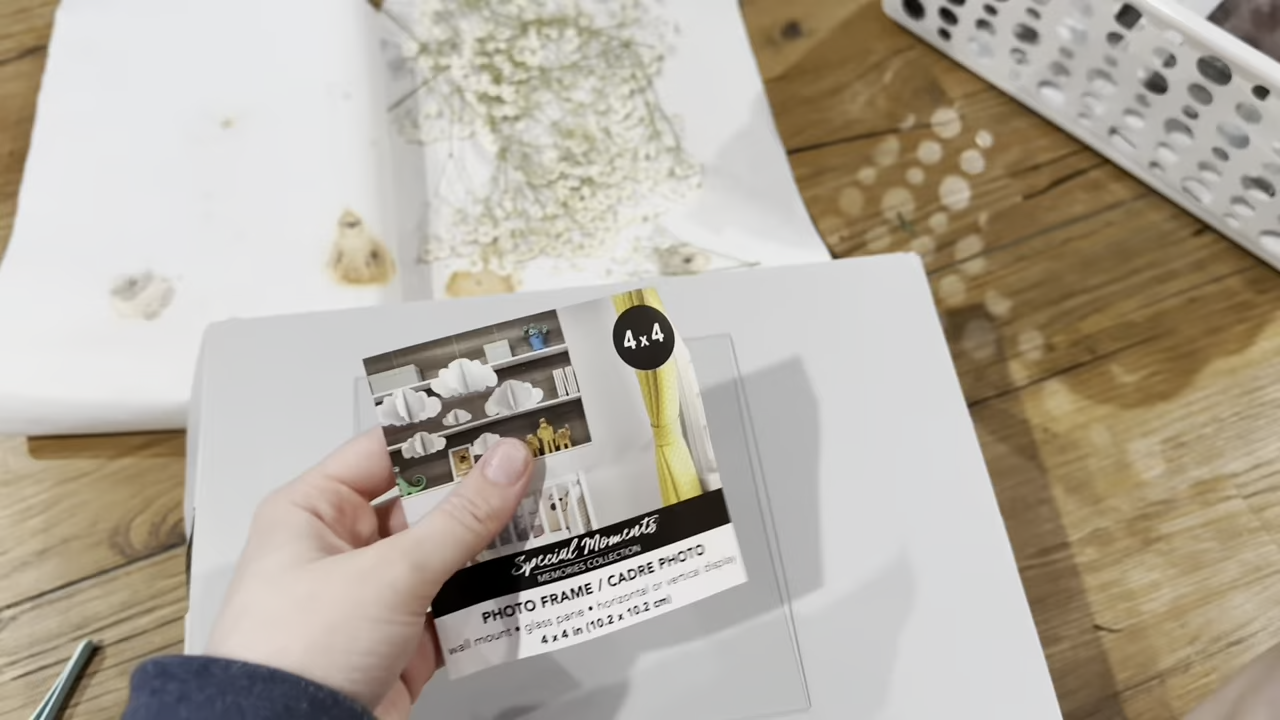 4x4
Special Moments
MEMORIES COLLECTION
PHOTO FRAME / CADRE PHOTO
wall mount • glass pane • horizontal or vertical display
4 x 4 in (10.2 x 10.2 cm)